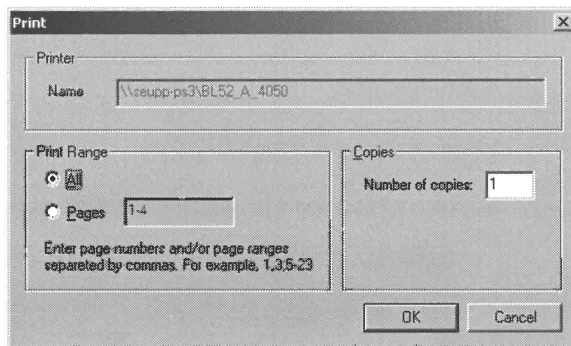 Print
Printer
Name \\seupp-ps3\BL52_A_4050
Print Range
All
Pages 1-4
Enter page numbers and/or page ranges
separeted by commas. For example, 1,3,5-23
Copies
Number of copies: 1
OK Cancel